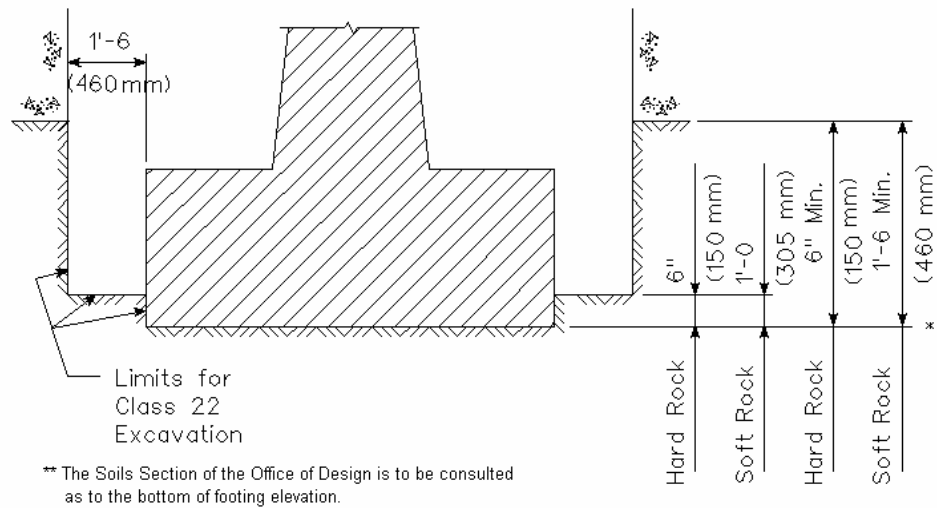 1'-6
(460 mm)
6"
(150 mm)
1'-0
(305 mm)
6" Min.
(150 mm)
1'-6 Min.
(460 mm)
*
Hard Rock
Soft Rock
Hard Rock
Soft Rock
Limits for
Class 22
Excavation
** The Soils Section of the Office of Design is to be consulted
as to the bottom of footing elevation.